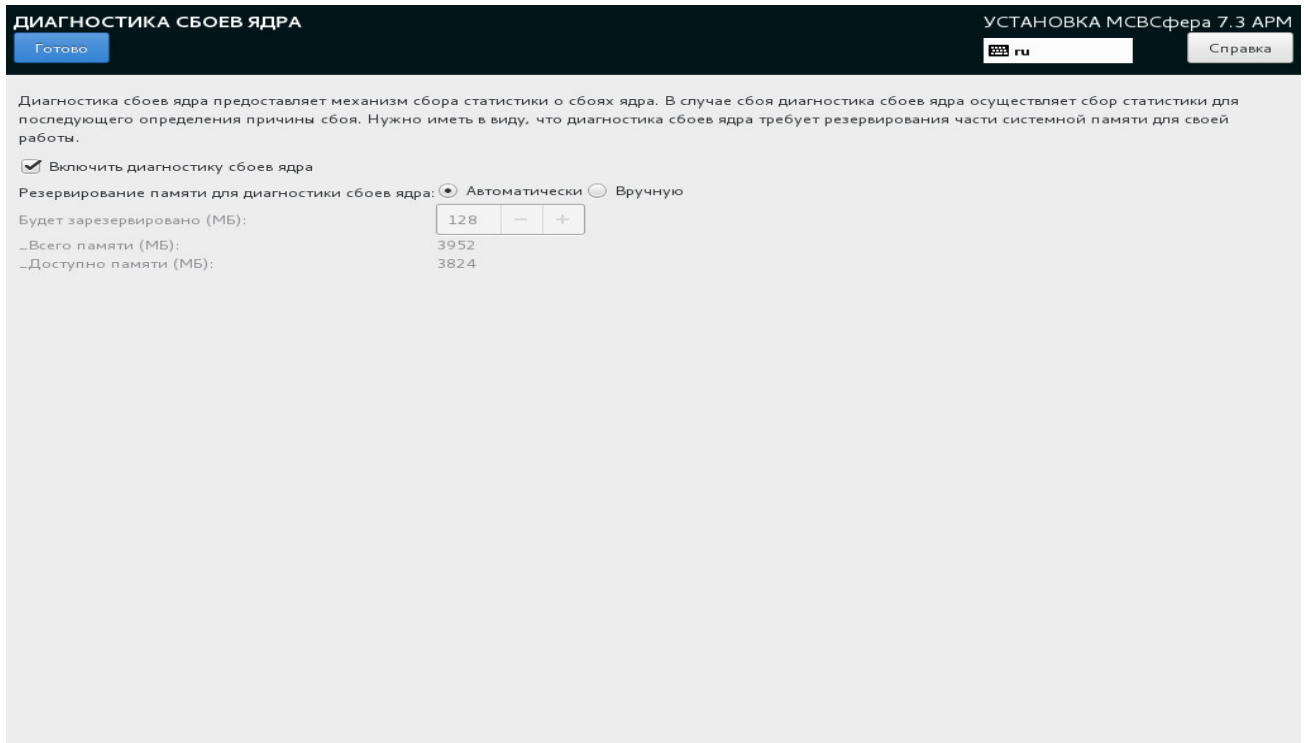 ДИАГНОСТИКА СБОЕВ ЯДРА
УСТАНОВКА МСВСфера 7.3 АРМ
Готово
ru
Справка
Диагностика сбоев ядра предоставляет механизм сбора статистики о сбоях ядра. В случае сбоя диагностика сбоев ядра осуществляет сбор статистики для
последующего определения причины сбоя. Нужно иметь в виду, что диагностика сбоев ядра требует резервирования части системной памяти для своей
работы.
Включить диагностику сбоев ядра
Резервирование памяти для диагностики сбоев ядра: Автоматически Вручную
Будет зарезервировано (МБ): 128 − +
_Всего памяти (МБ): 3952
_Доступно памяти (МБ): 3824